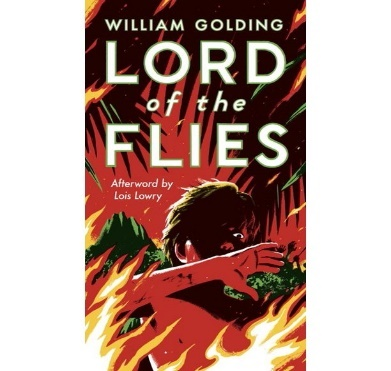 WILLIAM GOLDING
LORD
of the
FLIES
Afterword by
Lois Lowry